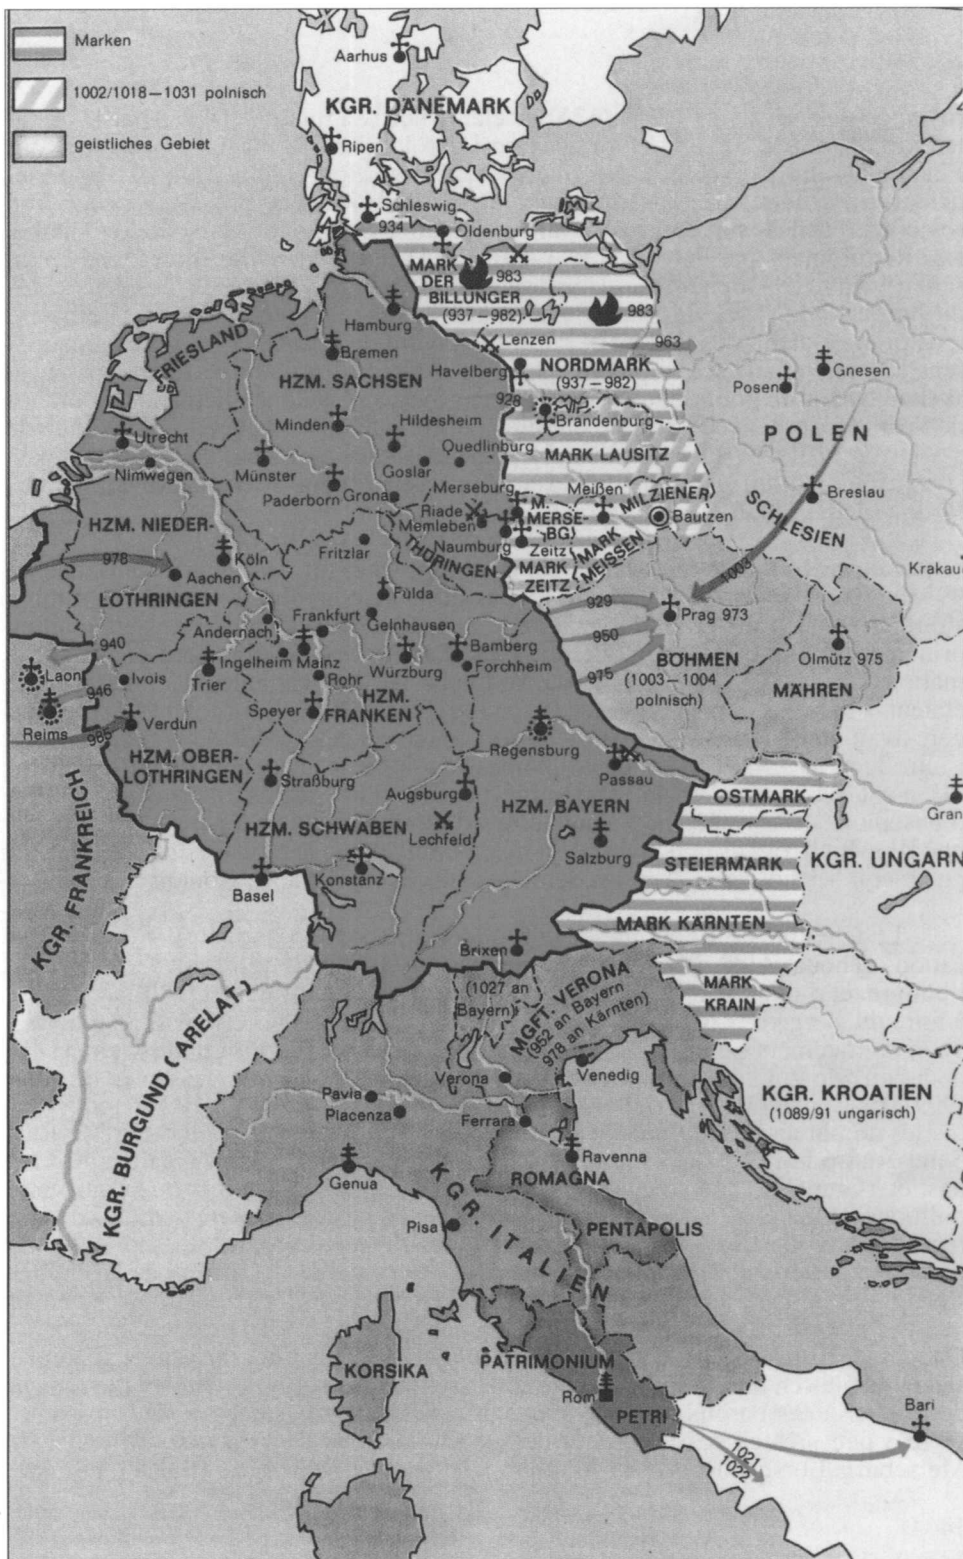 Marken
1002/1018–1031 polnisch
geistliches Gebiet
Aarhus
KGR. DÄNEMARK
Ripen
Schleswig
934
Oldenburg
MARK
DER
BILLUNGER
(937–982)
983
983
Hamburg
Lenzen
963
FRIESLAND
Bremen
HZM. SACHSEN
Havelberg
NORDMARK
(937–982)
928
Gnesen
Posen
Brandenburg
Utrecht
Minden
Hildesheim
POLEN
Nimwegen
Münster
Goslar
Quedlinburg
MARK LAUSITZ
Paderborn
Grona
Merseburg
Meißen
MILZIENER
Breslau
HZM. NIEDER-
LOTHRINGEN
Riade
Memleben
M.
MERSE-
BG)
Bautzen
SCHLESIEN
Köln
Fritzlar
THÜRINGEN
Naumburg
Zeitz
MARK
ZEITZ
MARK
MEISSEN
978
Aachen
1003
Krakau
Fulda
929
Prag 973
Andernach
Frankfurt
Gelnhausen
950
940
Ingelheim
Mainz
Bamberg
BÖHMEN
(1003–1004
polnisch)
Olmütz 975
Laon
Ivois
Trier
Rohr
Würzburg
Forchheim
975
MÄHREN
946
Reims
Verdun
Speyer
HZM.
FRANKEN
Regensburg
HZM. OBER-
LOTHRINGEN
Straßburg
Passau
Augsburg
HZM. BAYERN
OSTMARK
Gran
KGR. FRANKREICH
HZM. SCHWABEN
Lechfeld
Salzburg
STEIERMARK
KGR. UNGARN
Basel
Konstanz
MARK KÄRNTEN
Brixen
(1027 an
Bayern)
MGFT. VERONA
(952 an Bayern
978 an Kärnten)
MARK
KRAIN
KGR. BURGUND (ARELAT)
Verona
Venedig
Pavia
Placenza
Ferrara
KGR. KROATIEN
(1089/91 ungarisch)
Ravenna
Genua
ROMAGNA
Pisa
KGR. ITALIEN
PENTAPOLIS
KORSIKA
PATRIMONIUM
PETRI
Rom
Bari
1021
1022